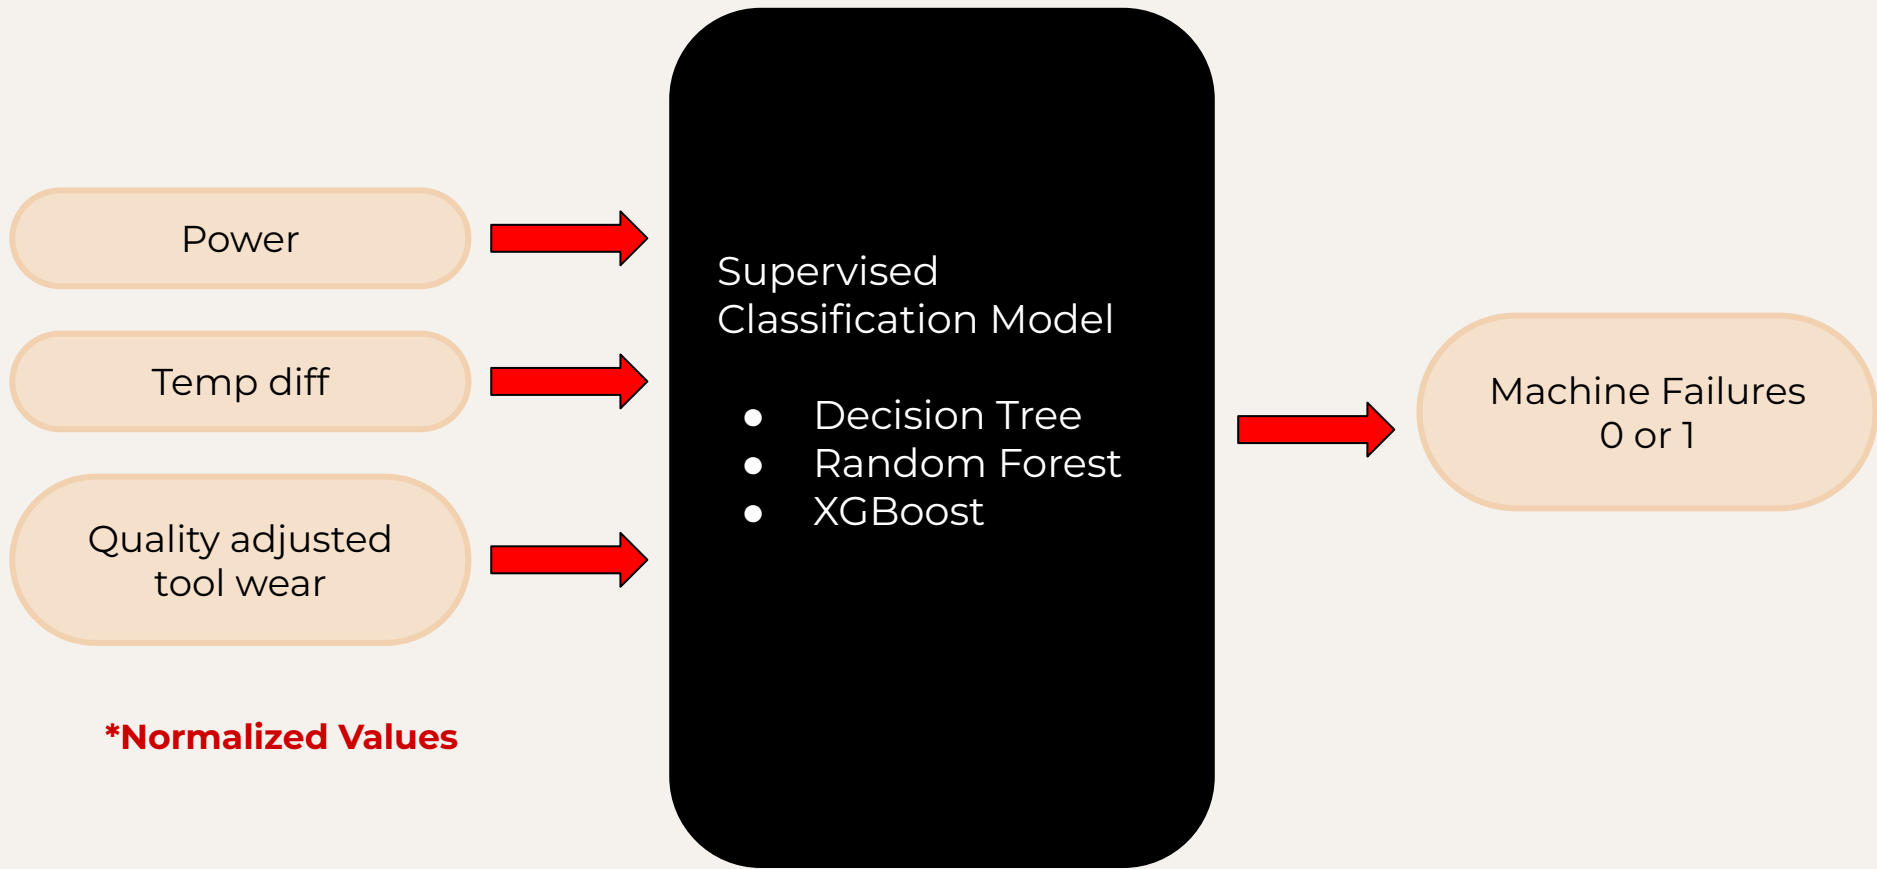 Power
Temp diff
Quality adjusted
tool wear
*Normalized Values
Supervised
Classification Model
● Decision Tree
● Random Forest
● XGBoost
Machine Failures
0 or 1